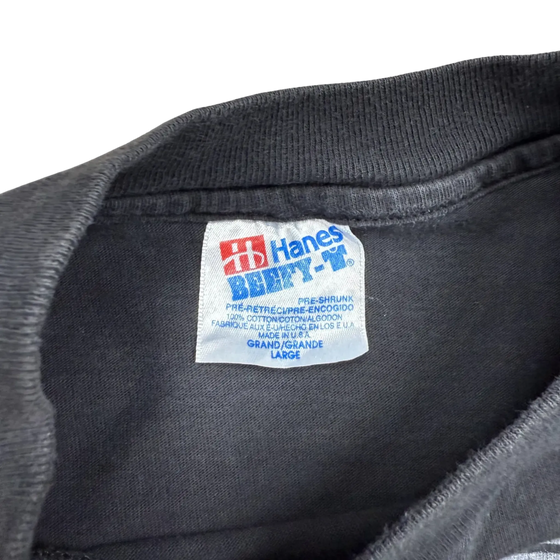 Hanes
BEEFY-T®
PRE-SHRUNK
PRÉ-RÉTRÉCI/PRE-ENCOGIDO
100% COTTON/COTON/ALGODON
FABRIQUE AUX É-U/HECHO EN LOS E.U.A.
MADE IN U.S.A.
GRAND/GRANDE
LARGE